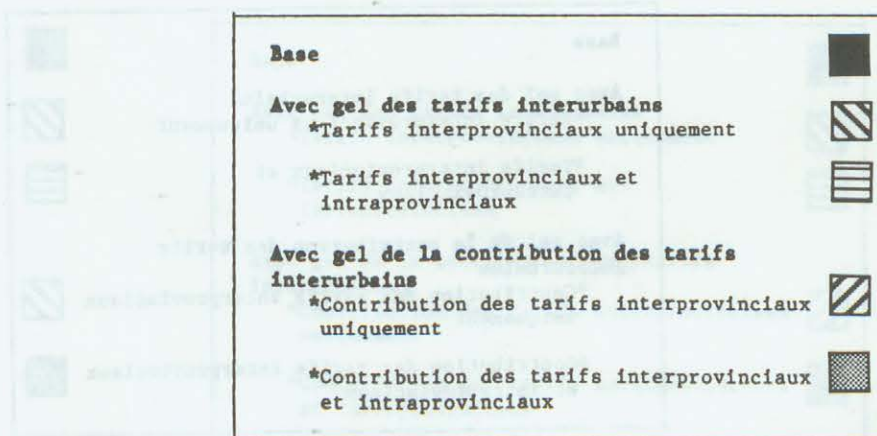 Base
Avec gel des tarifs interurbains
*Tarifs interprovinciaux uniquement
*Tarifs interprovinciaux et
intraprovinciaux
Avec gel de la contribution des tarifs
interurbains
*Contribution des tarifs interprovinciaux
uniquement
*Contribution des tarifs interprovinciaux
et intraprovinciaux